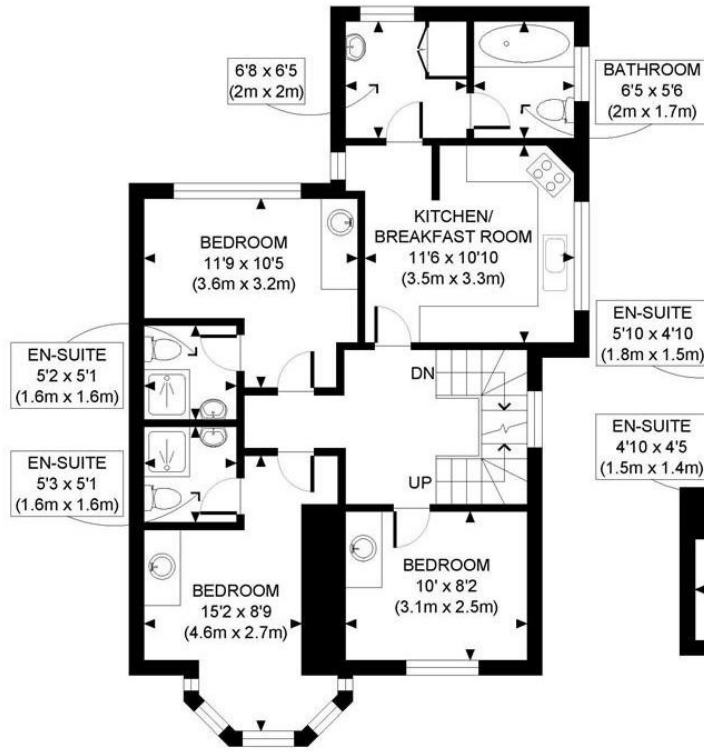 6'8 x 6'5
(2m x 2m)
BATHROOM
6'5 x 5'6
(2m x 1.7m)
BEDROOM
11'9 x 10'5
(3.6m x 3.2m)
KITCHEN/
BREAKFAST ROOM
11'6 x 10'10
(3.5m x 3.3m)
EN-SUITE
5'2 x 5'1
(1.6m x 1.6m)
EN-SUITE
5'10 x 4'10
(1.8m x 1.5m)
DN
EN-SUITE
4'10 x 4'5
(1.5m x 1.4m)
EN-SUITE
5'3 x 5'1
(1.6m x 1.6m)
UP
BEDROOM
15'2 x 8'9
(4.6m x 2.7m)
BEDROOM
10' x 8'2
(3.1m x 2.5m)